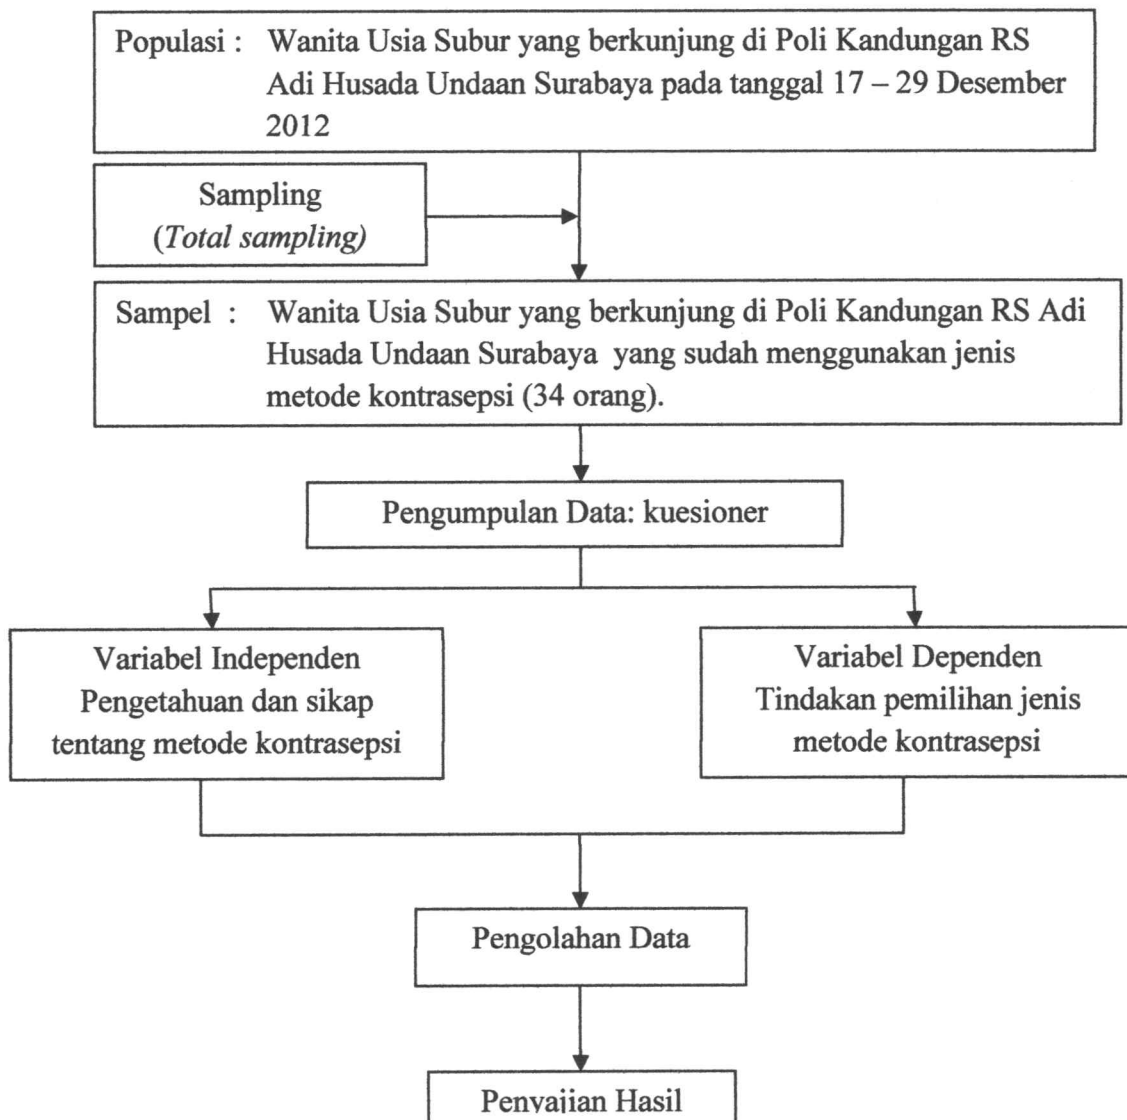 Populasi : Wanita Usia Subur yang berkunjung di Poli Kandungan RS
Adi Husada Undaan Surabaya pada tanggal 17 – 29 Desember
2012
Sampling
(Total sampling)
Sampel : Wanita Usia Subur yang berkunjung di Poli Kandungan RS Adi
Husada Undaan Surabaya yang sudah menggunakan jenis
metode kontrasepsi (34 orang).
Pengumpulan Data: kuesioner
Variabel Independen
Pengetahuan dan sikap
tentang metode kontrasepsi
Variabel Dependen
Tindakan pemilihan jenis
metode kontrasepsi
Pengolahan Data
Penyajian Hasil